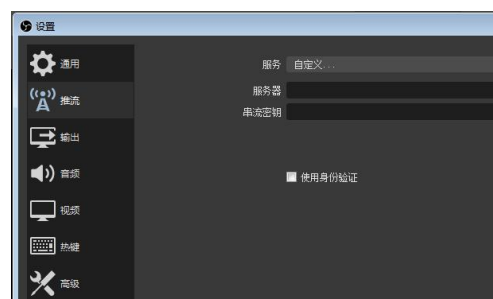 设置
通用
推流
输出
音频
视频
热键
高级
服务 自定义...
服务器
串流密钥
使用身份验证